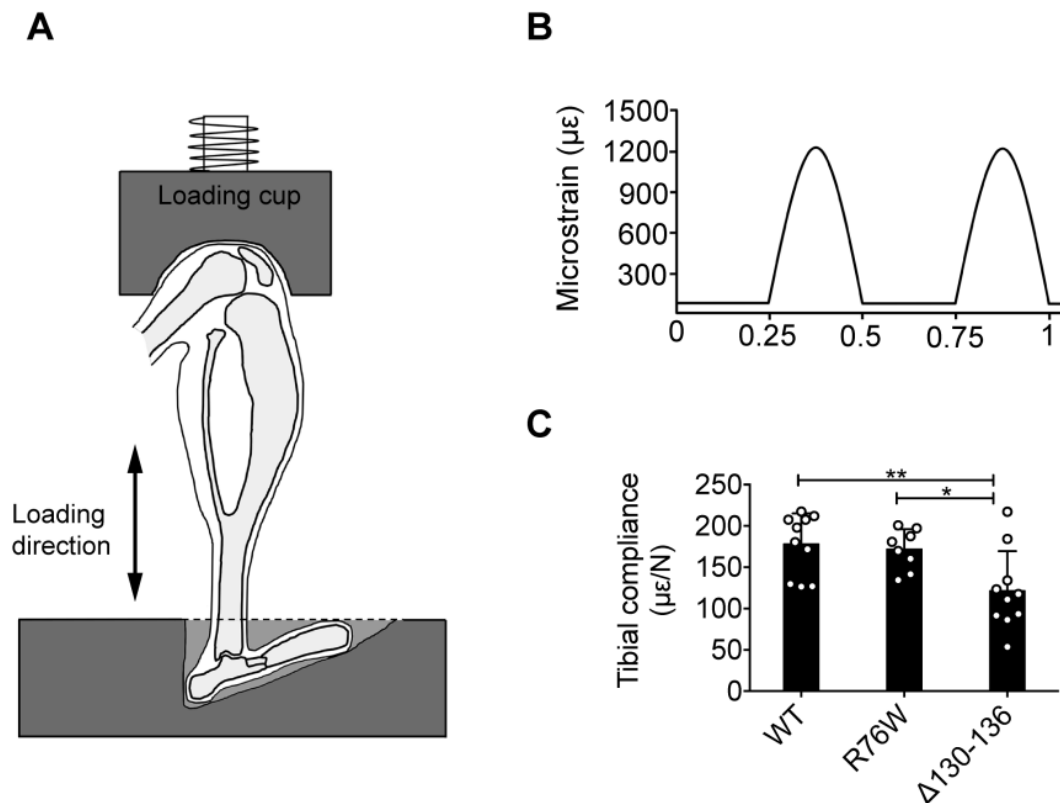 A
Loading cup
Loading
direction
B
Microstrain (µε)
1500
1200
900
600
300
0
0.25
0.5
0.75
1
C
Tibial compliance
(µε/N)
250
200
150
100
50
0
**
*
WT
R76W
Δ130-136